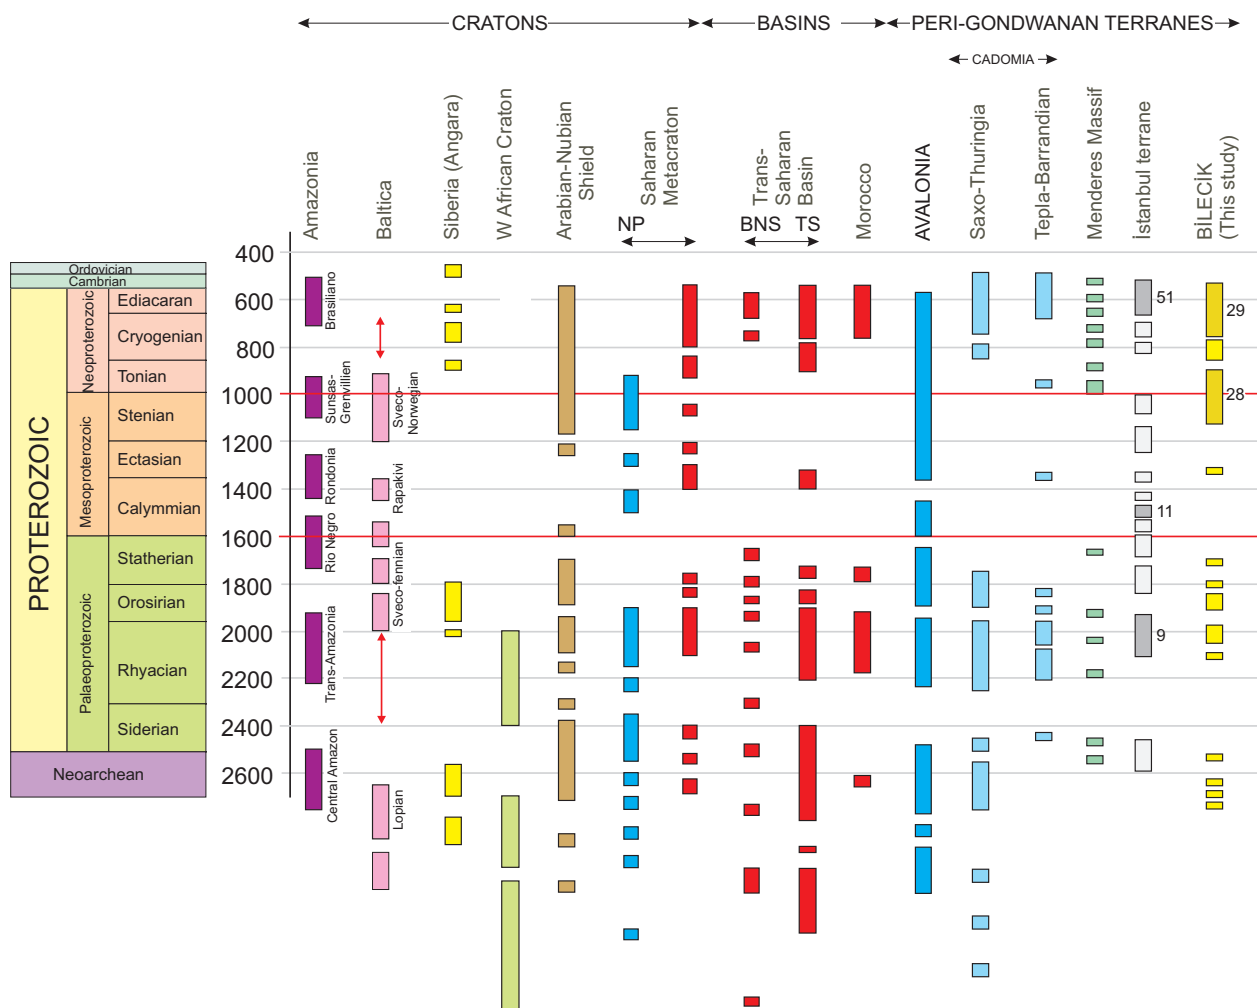 CRATONS
BASINS
PERI-GONDWANAN TERRANES
CADOMIA
Amazonia
Baltica
Siberia (Angara)
W African Craton
Arabian-Nubian
Shield
Saharan
Metacraton
NP
Trans-
Saharan
Basin
BNS
TS
Morocco
AVALONIA
Saxo-Thuringia
Tepla-Barrandian
Menderes Massif
İstanbul terrane
BİLECIK
(This study)
400
600
800
1000
1200
1400
1600
1800
2000
2200
2400
2600
Ordovician
Cambrian
PROTEROZOIC
Neoproterozoic
Ediacaran
Cryogenian
Tonian
Mesoproterozoic
Stenian
Ectasian
Calymmian
Palaeoproterozoic
Statherian
Orosirian
Rhyacian
Siderian
Neoarchean
Brasiliano
Sunsas-
Grenvillien
Rondonia
Rio Negro
Trans-Amazonia
Central Amazon
Sveco-
Norwegian
Rapakivi
Sveco-fennian
Lopian
51
11
9
29
28